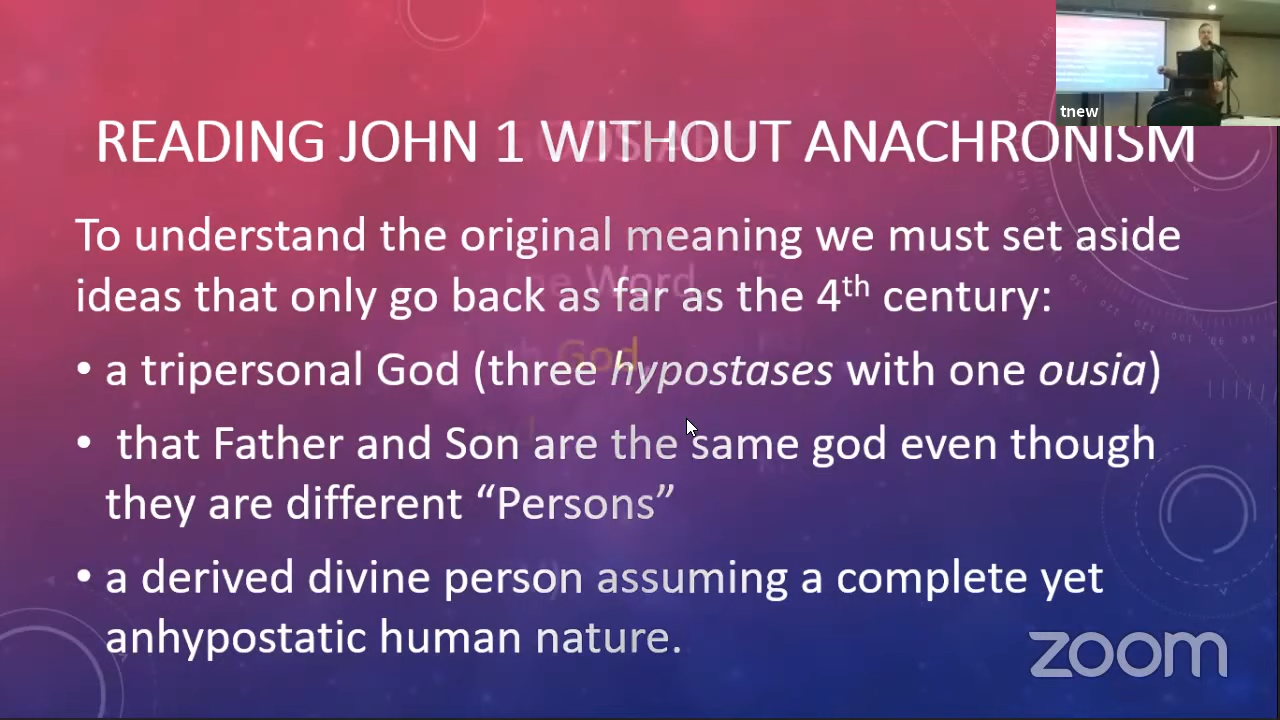 tnew
READING JOHN 1 WITHOUT ANACHRONISM
To understand the original meaning we must set aside
ideas that only go back as far as the 4th century:
• a tripersonal God (three hypostases with one ousia)
• that Father and Son are the same god even though
they are different “Persons”
• a derived divine person assuming a complete yet
anhypostatic human nature.
Word
God
zoom